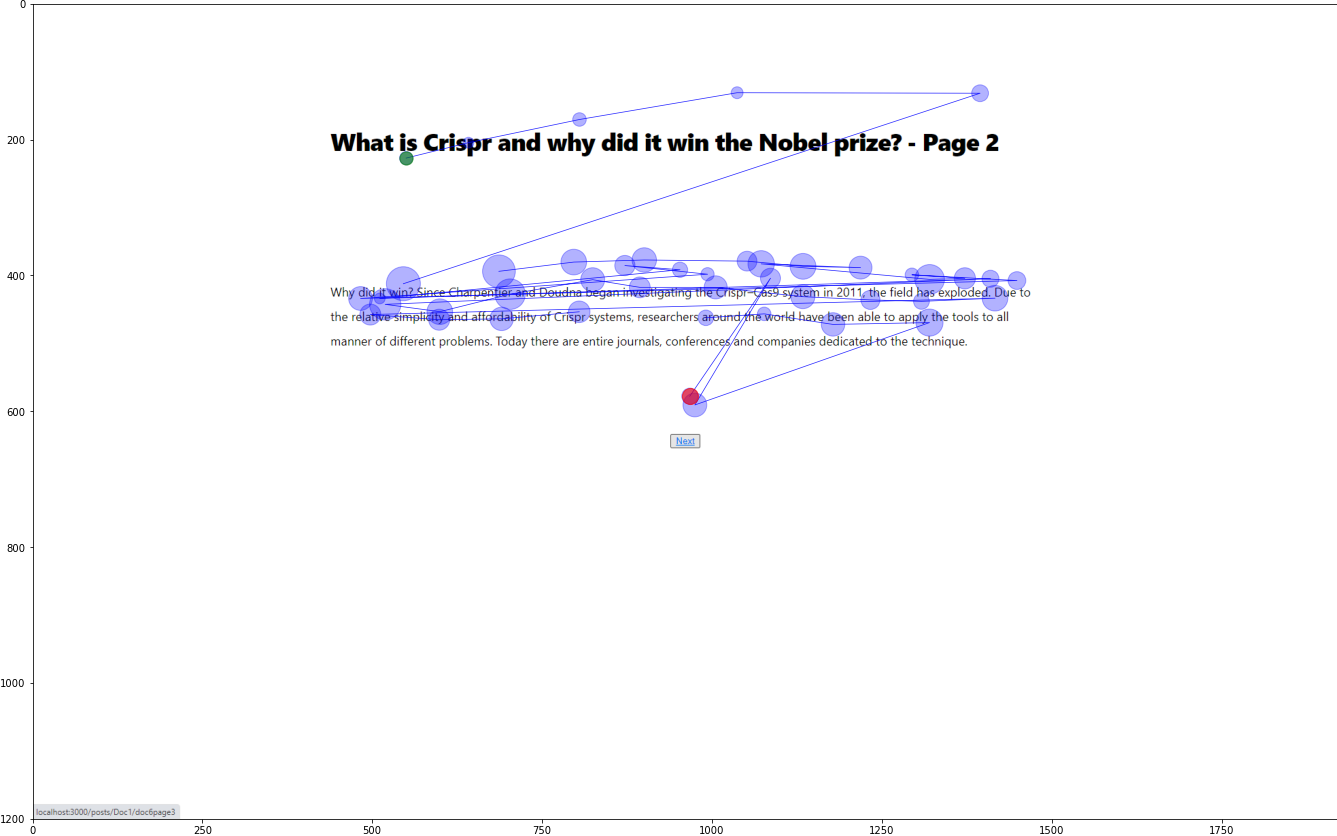 0
200
What is Crispr and why did it win the Nobel prize? - Page 2
400
Why did it win? Since Charpentier and Doudna began investigating the Crispr-Cas9 system in 2011, the field has exploded. Due to
the relative simplicity and affordability of Crispr systems, researchers around the world have been able to apply the tools to all
manner of different problems. Today there are entire journals, conferences and companies dedicated to the technique.
600
Next
800
1000
localhost:3000/posts/Doc1/doc6page3
1200
0 250 500 750 1000 1250 1500 1750